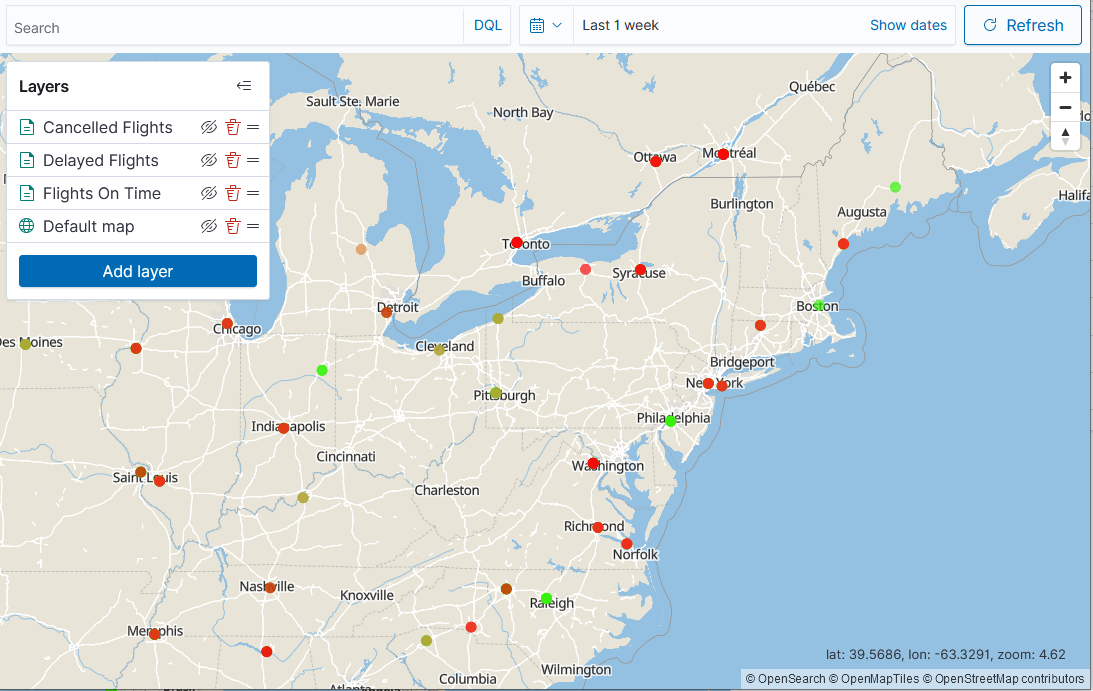 Search
DQL
Last 1 week
Show dates
Refresh
Layers
Cancelled Flights
Delayed Flights
Flights On Time
Default map
Add layer
Sault Ste. Marie
North Bay
Québec
Ottawa
Montréal
Burlington
Augusta
Halifa
Toronto
Buffalo
Syracuse
Detroit
Boston
Chicago
Des Moines
Cleveland
Bridgeport
New York
Pittsburgh
Philadelphia
Indianapolis
Cincinnati
Washington
Saint Louis
Charleston
Richmond
Norfolk
Nashville
Knoxville
Raleigh
Memphis
Wilmington
Columbia
Atlanta
lat: 39.5686, lon: -63.3291, zoom: 4.62
© OpenSearch © OpenMapTiles © OpenStreetMap contributors